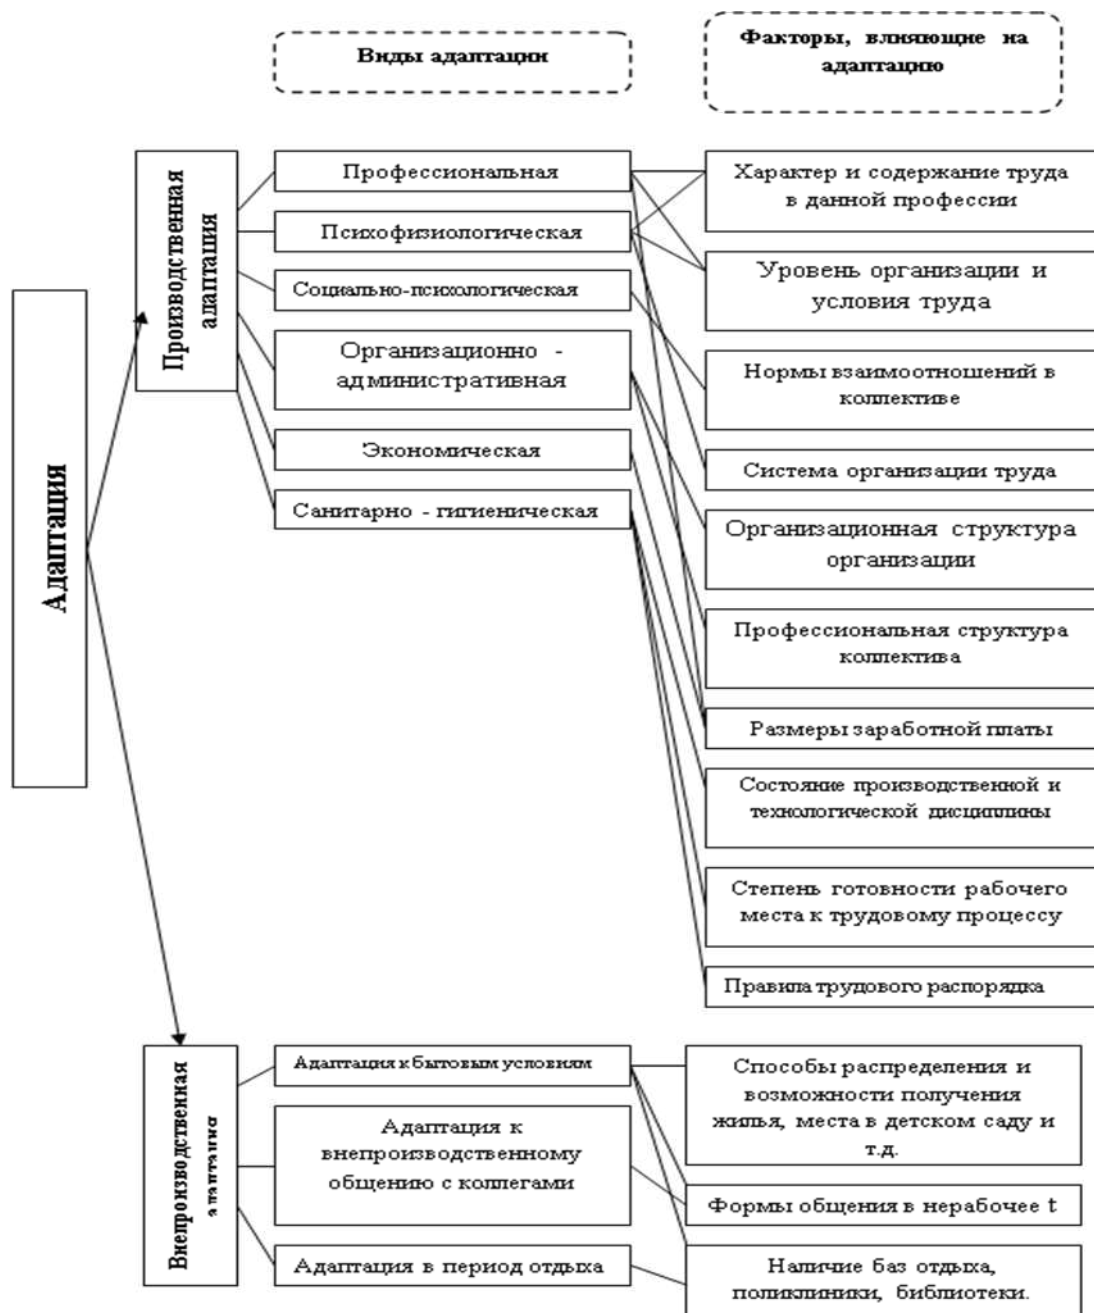 Виды адаптации
Факторы, влияющие на
адаптацию
Адаптация
Производственная
адаптация
Профессиональная
Психофизиологическая
Социально-психологическая
Организационно -
административная
Экономическая
Санитарно - гигиеническая
Характер и содержание труда
в данной профессии
Уровень организации и
условия труда
Нормы взаимоотношений в
коллективе
Система организации труда
Организационная структура
организации
Профессиональная структура
коллектива
Размеры заработной платы
Состояние производственной и
технологической дисциплины
Степень готовности рабочего
места к трудовому процессу
Правила трудового распорядка
Внепроизводственная
адаптация
Адаптация к бытовым условиям
Адаптация к
внепроизводственному
общению с коллегами
Адаптация в период отдыха
Способы распределения и
возможности получения
жилья, места в детском саду и
т.д.
Формы общения в нерабочее t
Наличие баз отдыха,
поликлиники, библиотеки.